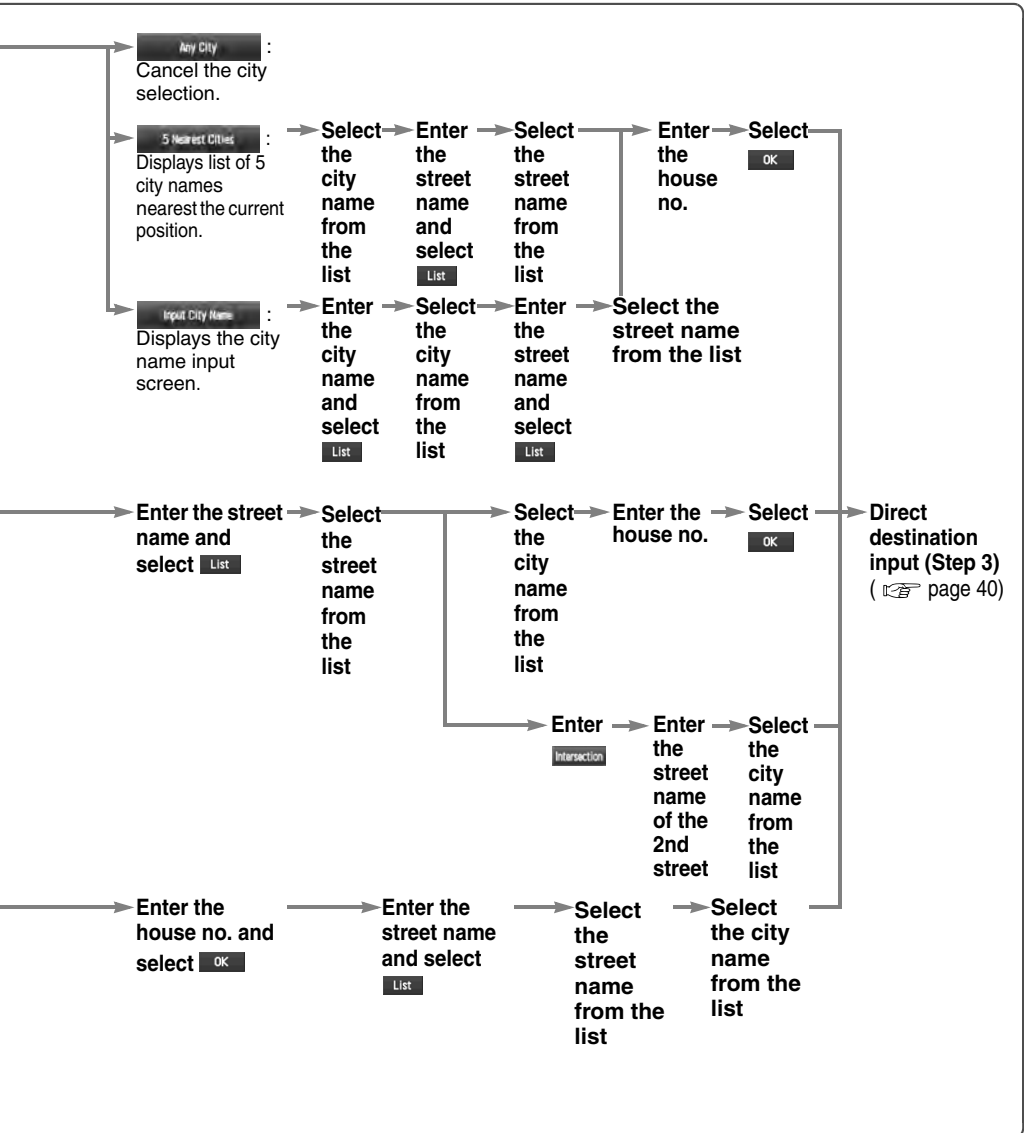 Any City :
Cancel the city
selection.
5 Nearest Cities :
Displays list of 5
city names
nearest the current
position.
Select
the
city
name
from
the
list
Enter
the
street
name
and
select
List
Select
the
street
name
from
the
list
Enter
the
house
no.
Select
OK
Input City Name :
Displays the city
name input
screen.
Enter
the
city
name
and
select
List
Select
the
city
name
from
the
list
Enter
the
street
name
and
select
List
Select the
street name
from the list
Enter the street
name and
select List
Select
the
street
name
from
the
list
Select
the
city
name
from
the
list
Enter the
house no.
Select
OK
Direct
destination
input (Step 3)
( ☞ page 40)
Enter
Intersection
Enter
the
street
name
of the
2nd
street
Select
the
city
name
from
the
list
Enter the
house no. and
select OK
Enter the
street name
and select
List
Select
the
street
name
from the
list
Select
the city
name
from the
list